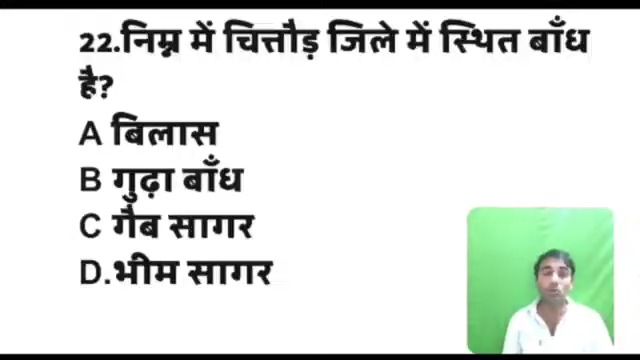 22.निम्न में चित्तौड़ जिले में स्थित बाँध
है?
A बिलास
B गुढ़ा बाँध
C गैब सागर
D.भीम सागर